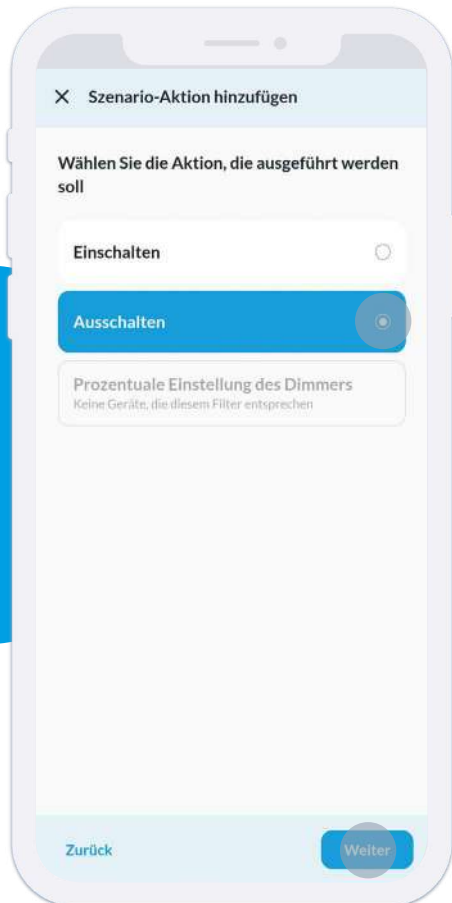 Szenario-Aktion hinzufügen
Wählen Sie die Aktion, die ausgeführt werden
soll
Einschalten
Ausschalten
Prozentuale Einstellung des Dimmers
Keine Geräte, die diesem Filter entsprechen
Zurück
Weiter